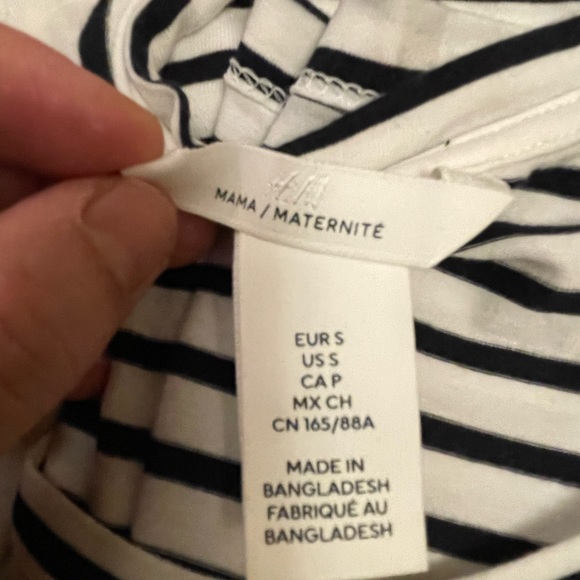 H&M
MAMA / MATERNITÉ
EUR S
US S
CA P
MX CH
CN 165/88A
MADE IN
BANGLADESH
FABRIQUÉ AU
BANGLADESH